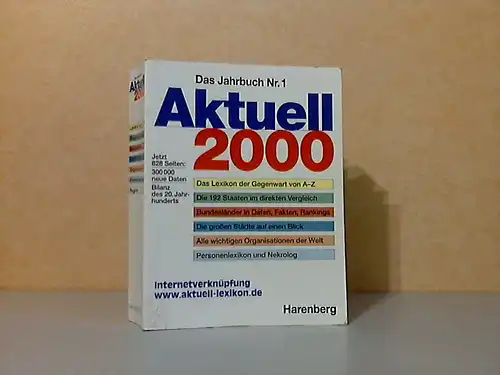 Das Jahrbuch Nr. 1
Aktuell
2000
Jetzt
828 Seiten:
300 000
neue Daten
Bilanz
des 20. Jahr-
hunderts
Das Lexikon der Gegenwart von A–Z
Die 192 Staaten im direkten Vergleich
Bundesländer in Daten, Fakten, Rankings
Die großen Städte auf einen Blick
Alle wichtigen Organisationen der Welt
Personenlexikon und Nekrolog
Internetverknüpfung
www.aktuell-lexikon.de
Harenberg
Aktuell
2000